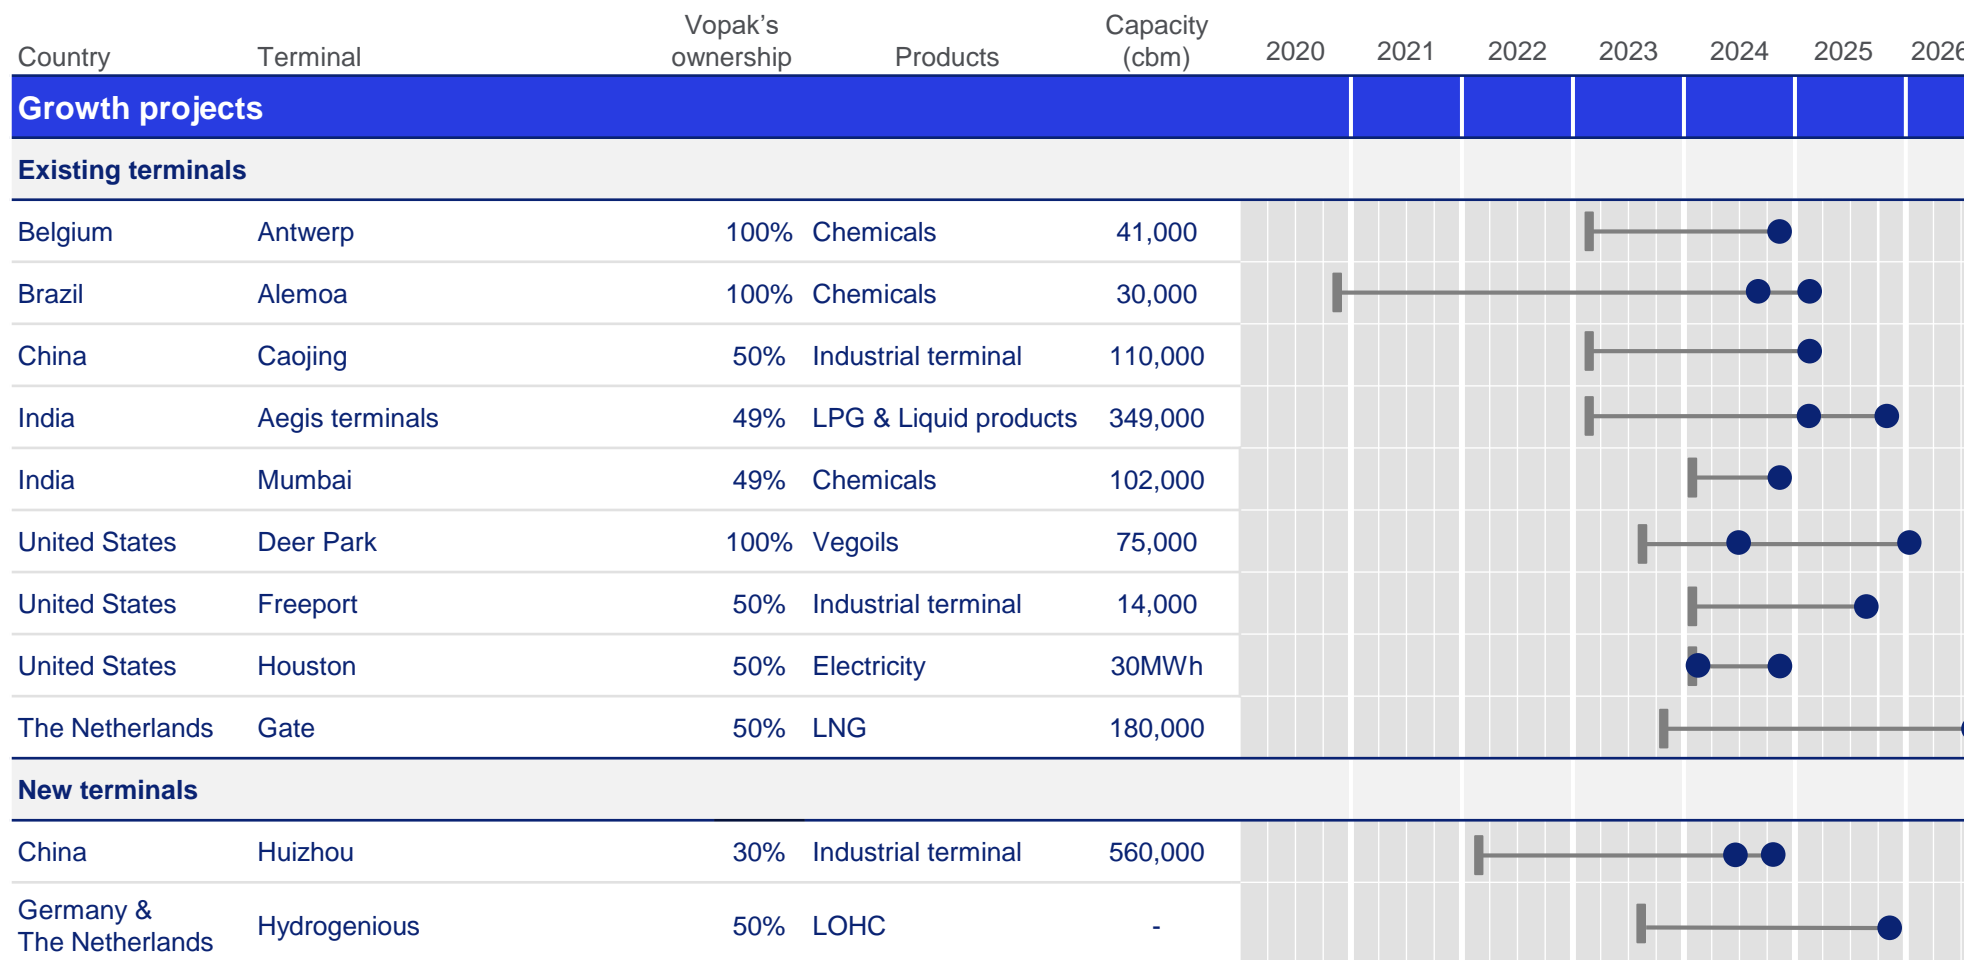 Country Terminal Vopak’s ownership Products Capacity (cbm) 2020 2021 2022 2023 2024 2025 2026
Growth projects
Existing terminals
Belgium Antwerp 100% Chemicals 41,000
Brazil Alemoa 100% Chemicals 30,000
China Caojing 50% Industrial terminal 110,000
India Aegis terminals 49% LPG & Liquid products 349,000
India Mumbai 49% Chemicals 102,000
United States Deer Park 100% Vegoils 75,000
United States Freeport 50% Industrial terminal 14,000
United States Houston 50% Electricity 30MWh
The Netherlands Gate 50% LNG 180,000
New terminals
China Huizhou 30% Industrial terminal 560,000
Germany &
The Netherlands Hydrogenious 50% LOHC -